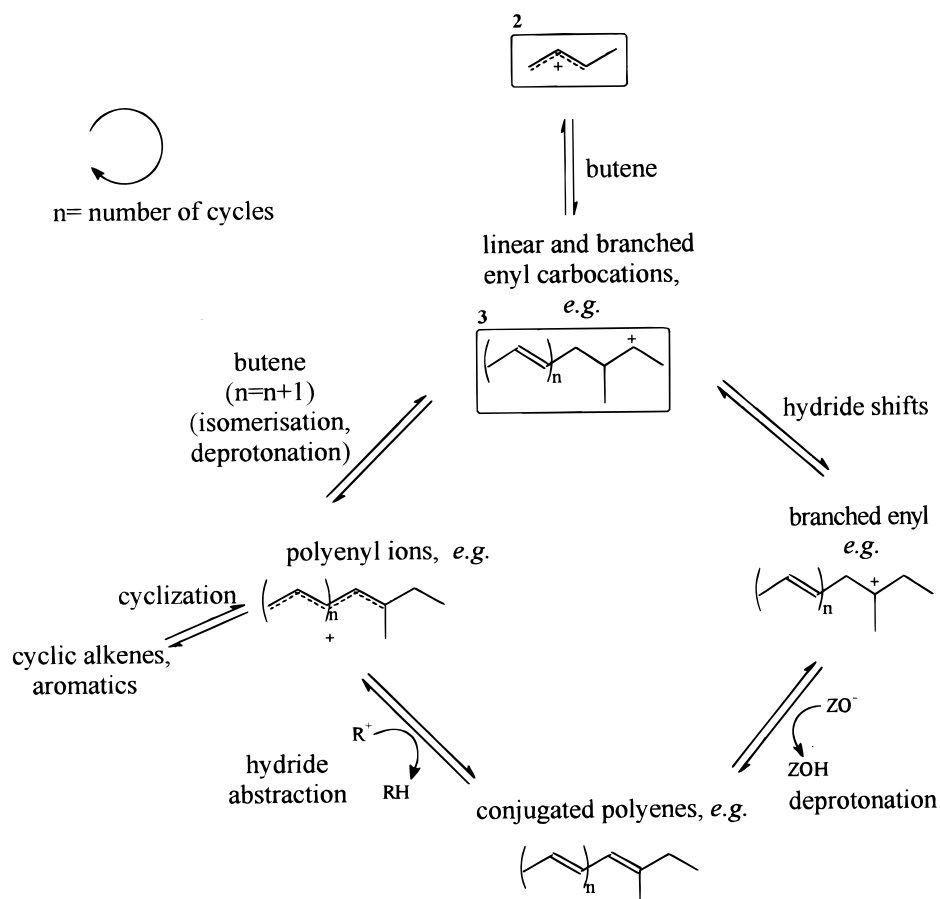 2
+
butene
n= number of cycles
linear and branched
enyl carbocations,
e.g.
3
+
n
butene
(n=n+1)
(isomerisation,
deprotonation)
hydride shifts
branched enyl
e.g.
+
n
polyenyl ions, e.g.
n
+
cyclization
cyclic alkenes,
aromatics
R+
RH
hydride
abstraction
ZO-
ZOH
deprotonation
conjugated polyenes, e.g.
n